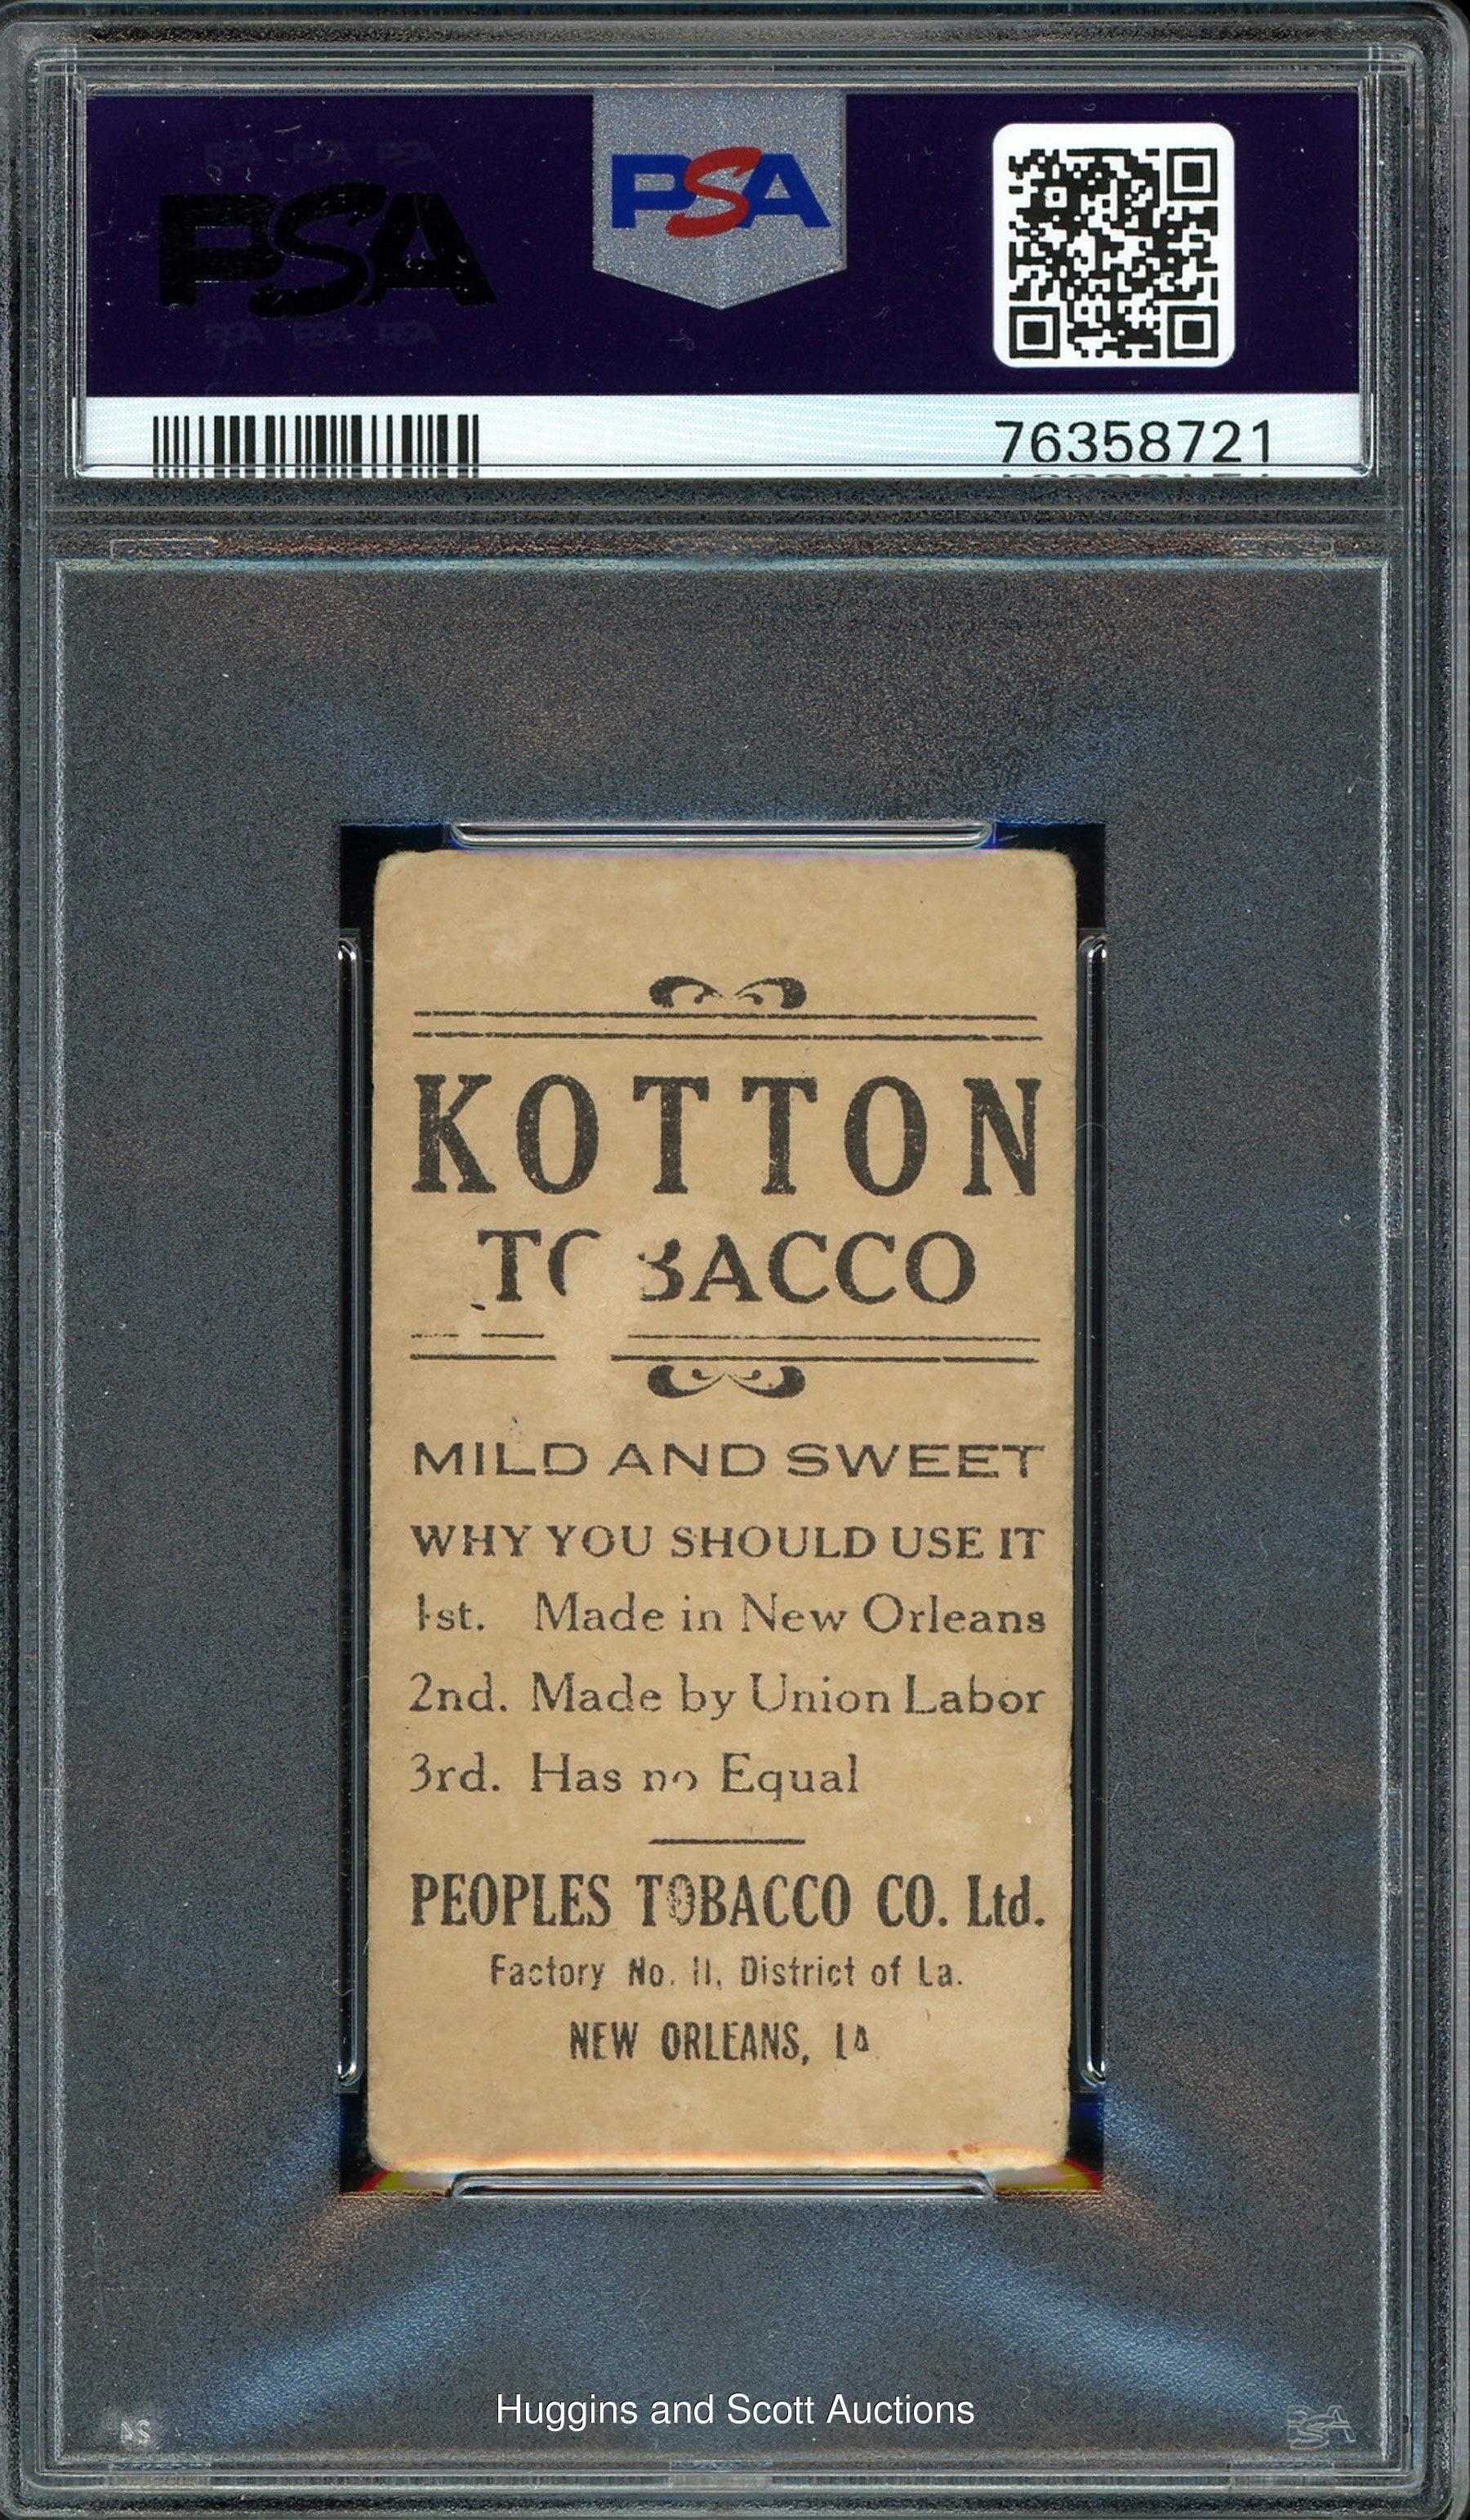 PSA
PSA
76358721
KOTTON
TOBACCO
MILD AND SWEET
WHY YOU SHOULD USE IT
1st. Made in New Orleans
2nd. Made by Union Labor
3rd. Has no Equal
PEOPLES TOBACCO CO. Ltd.
Factory No. 11, District of La.
NEW ORLEANS, LA
Huggins and Scott Auctions
PSA